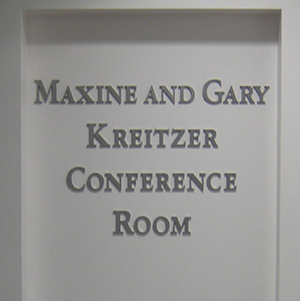 MAXINE AND GARY
KREITZER
CONFERENCE
ROOM